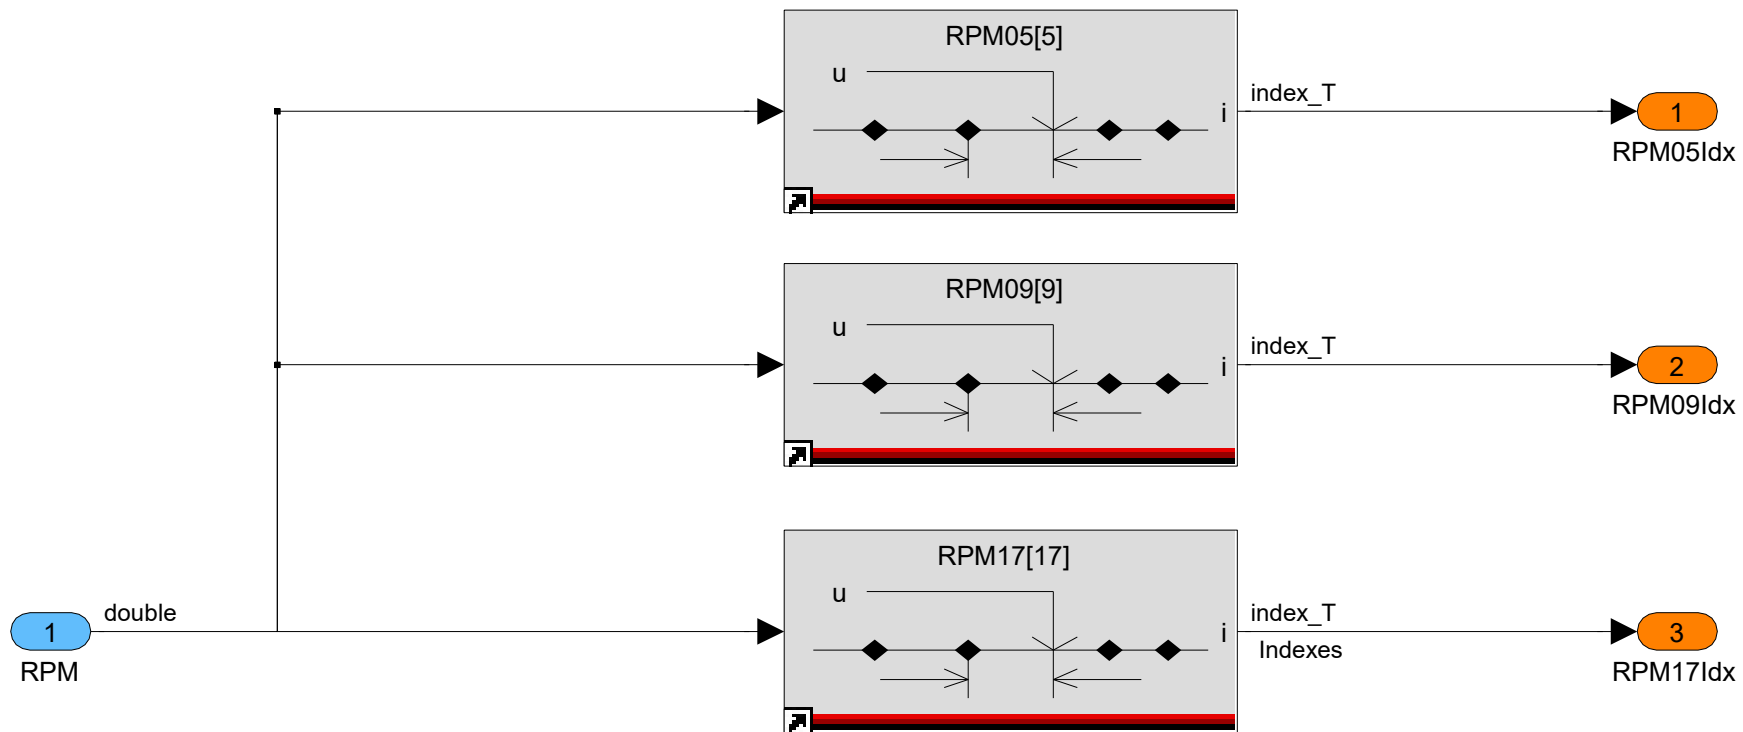 RPM05[5]
u
i
index_T
1
RPM05Idx
RPM09[9]
u
i
index_T
2
RPM09Idx
RPM17[17]
u
i
index_T
Indexes
3
RPM17Idx
double
1
RPM